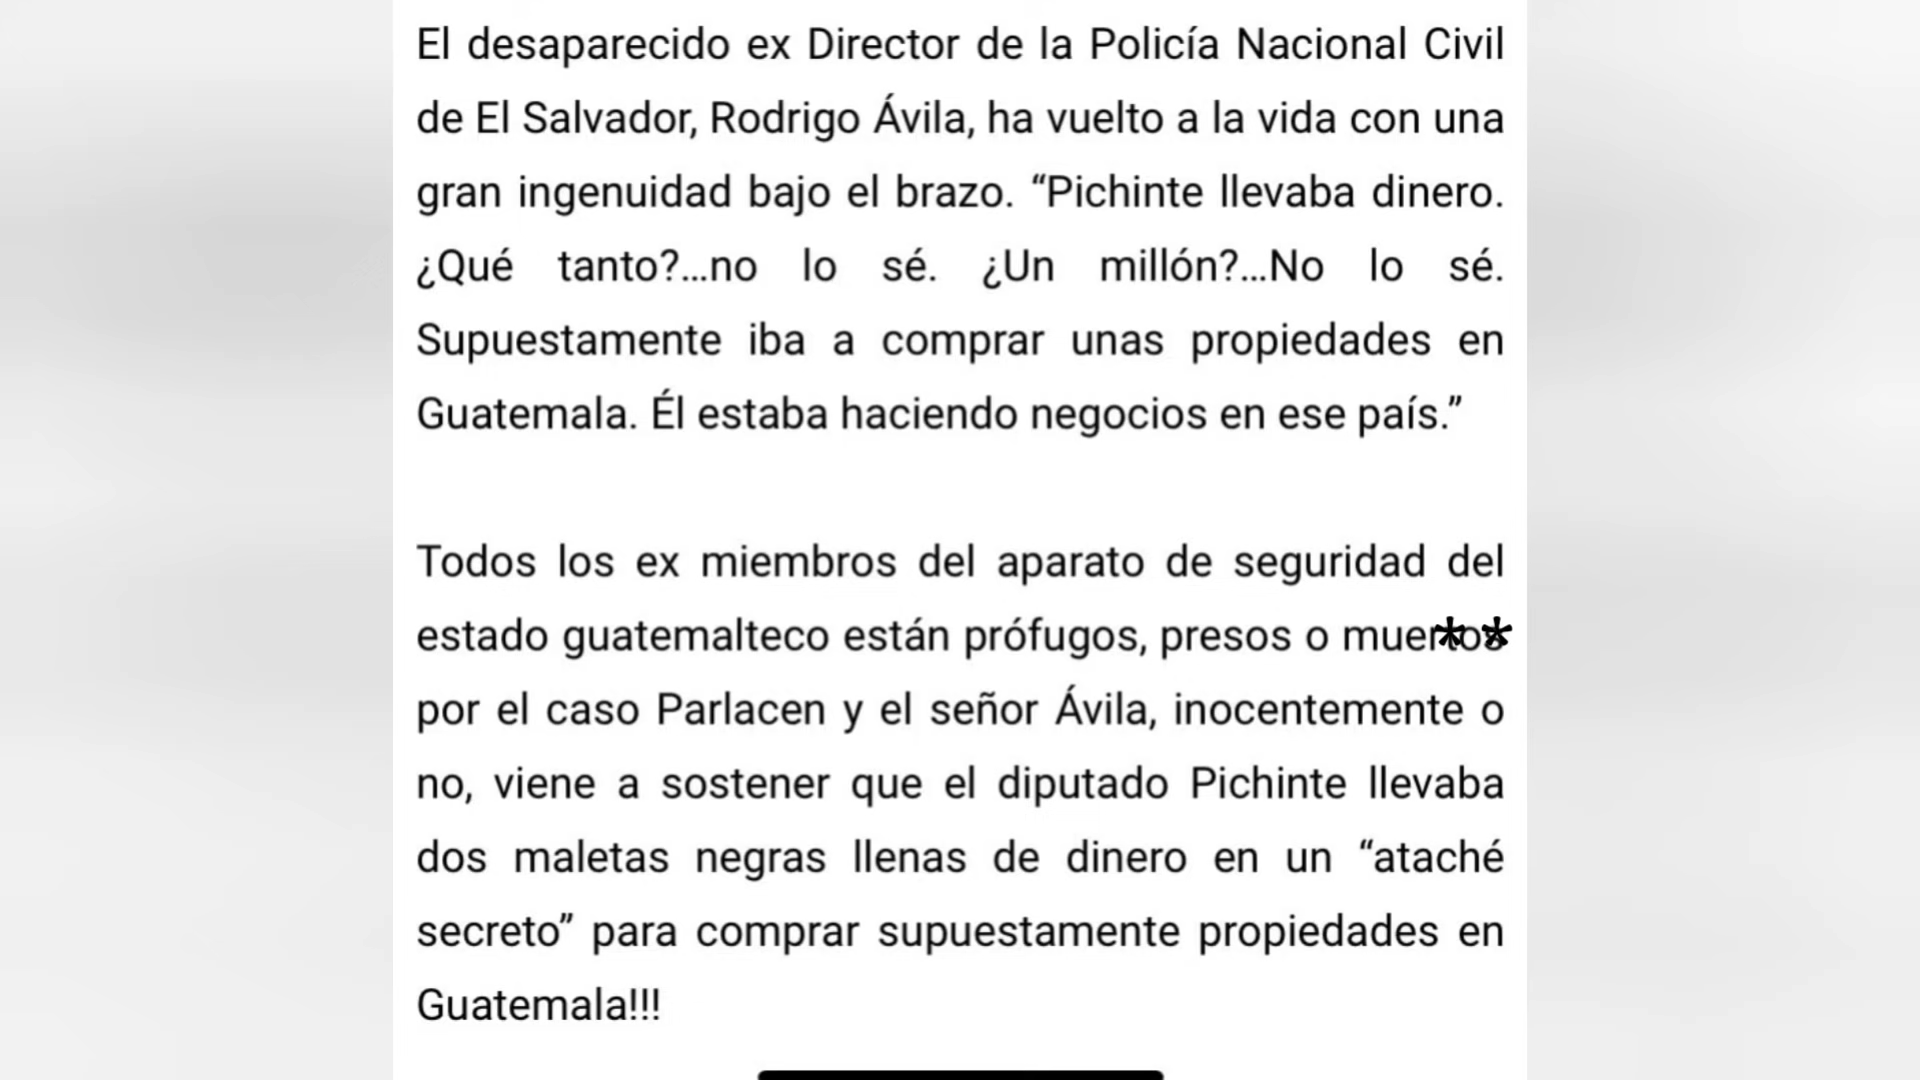 El desaparecido ex Director de la Policía Nacional Civil
de El Salvador, Rodrigo Ávila, ha vuelto a la vida con una
gran ingenuidad bajo el brazo. “Pichinte llevaba dinero.
¿Qué tanto?...no lo sé. ¿Un millón?...No lo sé.
Supuestamente iba a comprar unas propiedades en
Guatemala. Él estaba haciendo negocios en ese país.”
Todos los ex miembros del aparato de seguridad del
estado guatemalteco están prófugos, presos o muertos
por el caso Parlacen y el señor Ávila, inocentemente o
no, viene a sostener que el diputado Pichinte llevaba
dos maletas negras llenas de dinero en un “ataché
secreto” para comprar supuestamente propiedades en
Guatemala!!!